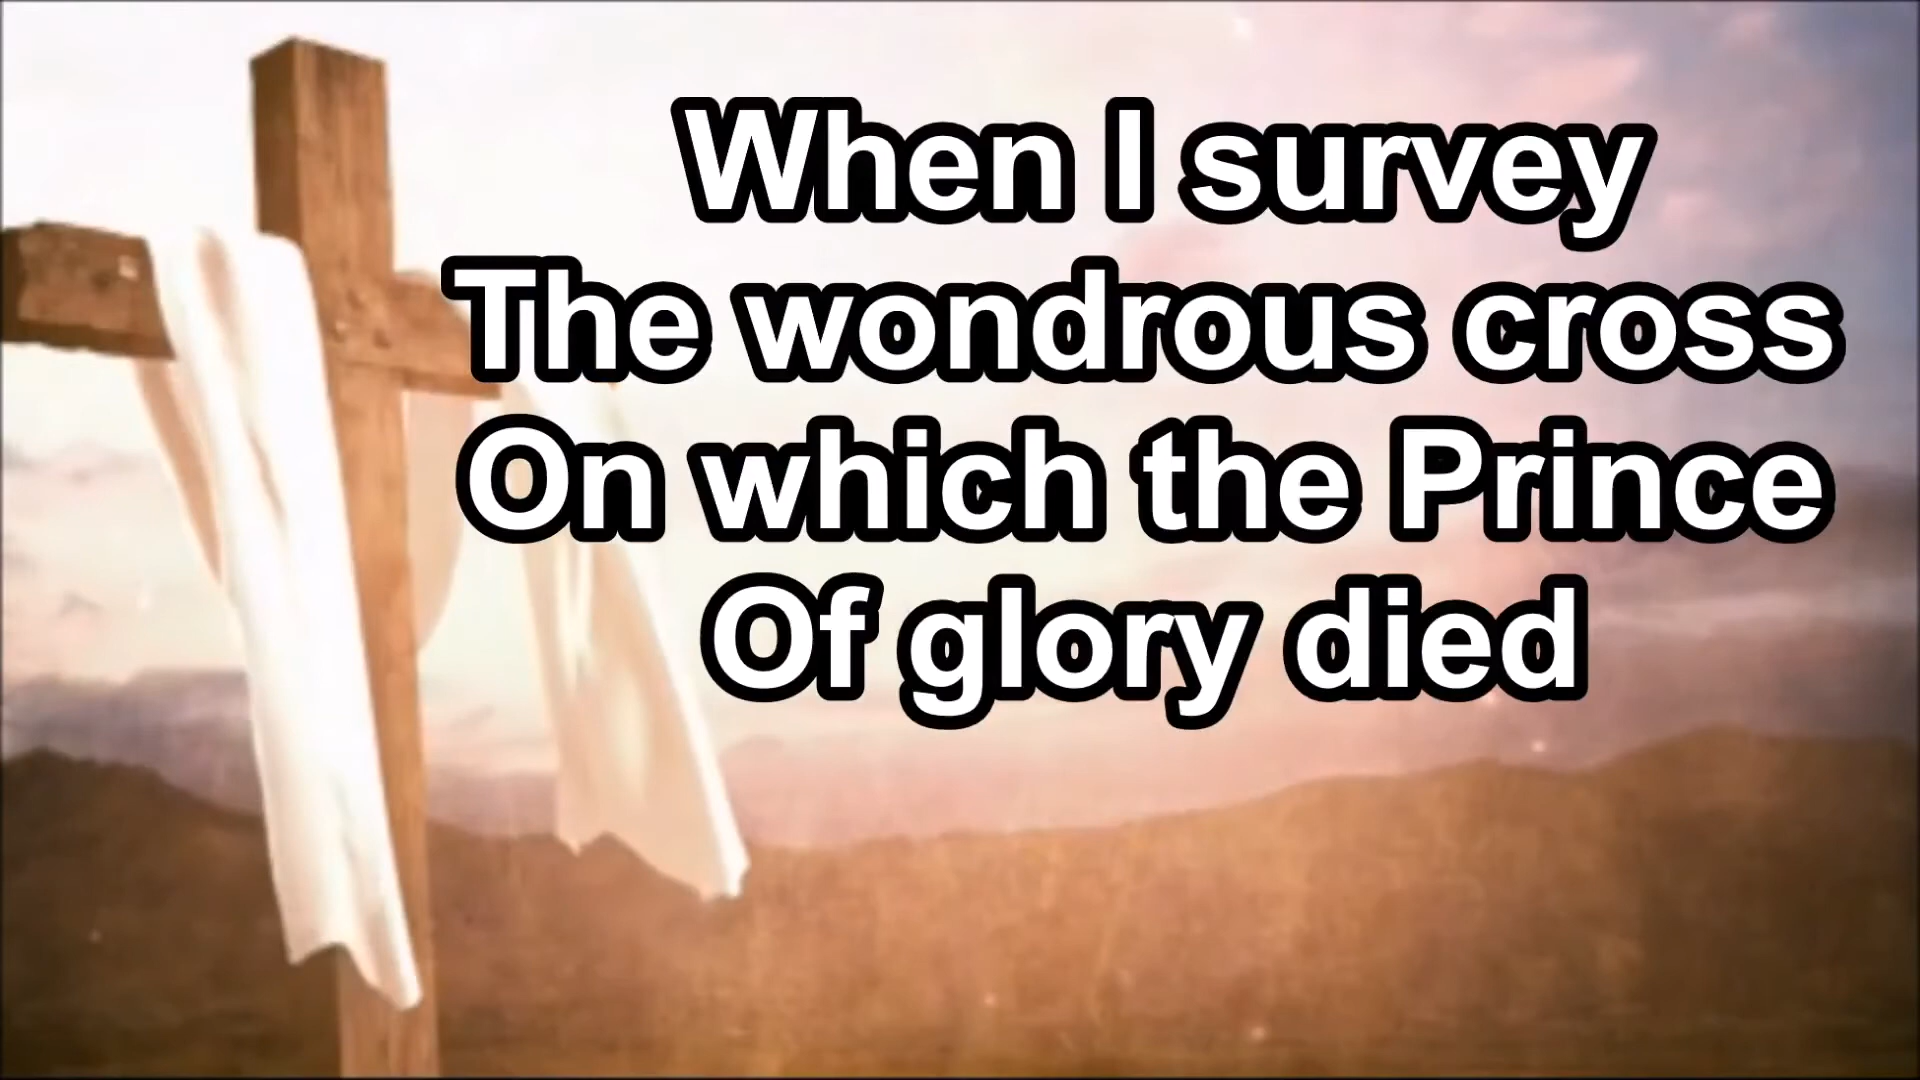 When I survey
The wondrous cross
On which the Prince
Of glory died